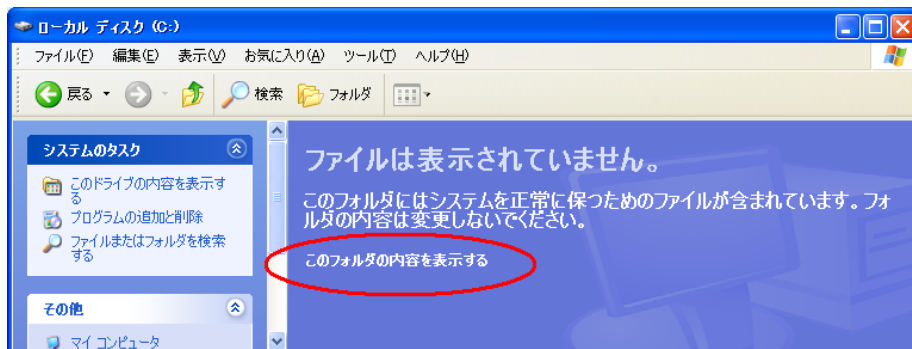 ローカル ディスク (C:)
ファイル(F) 編集(E) 表示(V) お気に入り(A) ツール(T) ヘルプ(H)
戻る 検索 フォルダ
システムのタスク
このドライブの内容を表示す
る
プログラムの追加と削除
ファイルまたはフォルダを検索
する
その他
マイ コンピュータ
ファイルは表示されていません。
このフォルダにはシステムを正常に保つためのファイルが含まれています。フォ
ルダの内容は変更しないでください。
このフォルダの内容を表示する